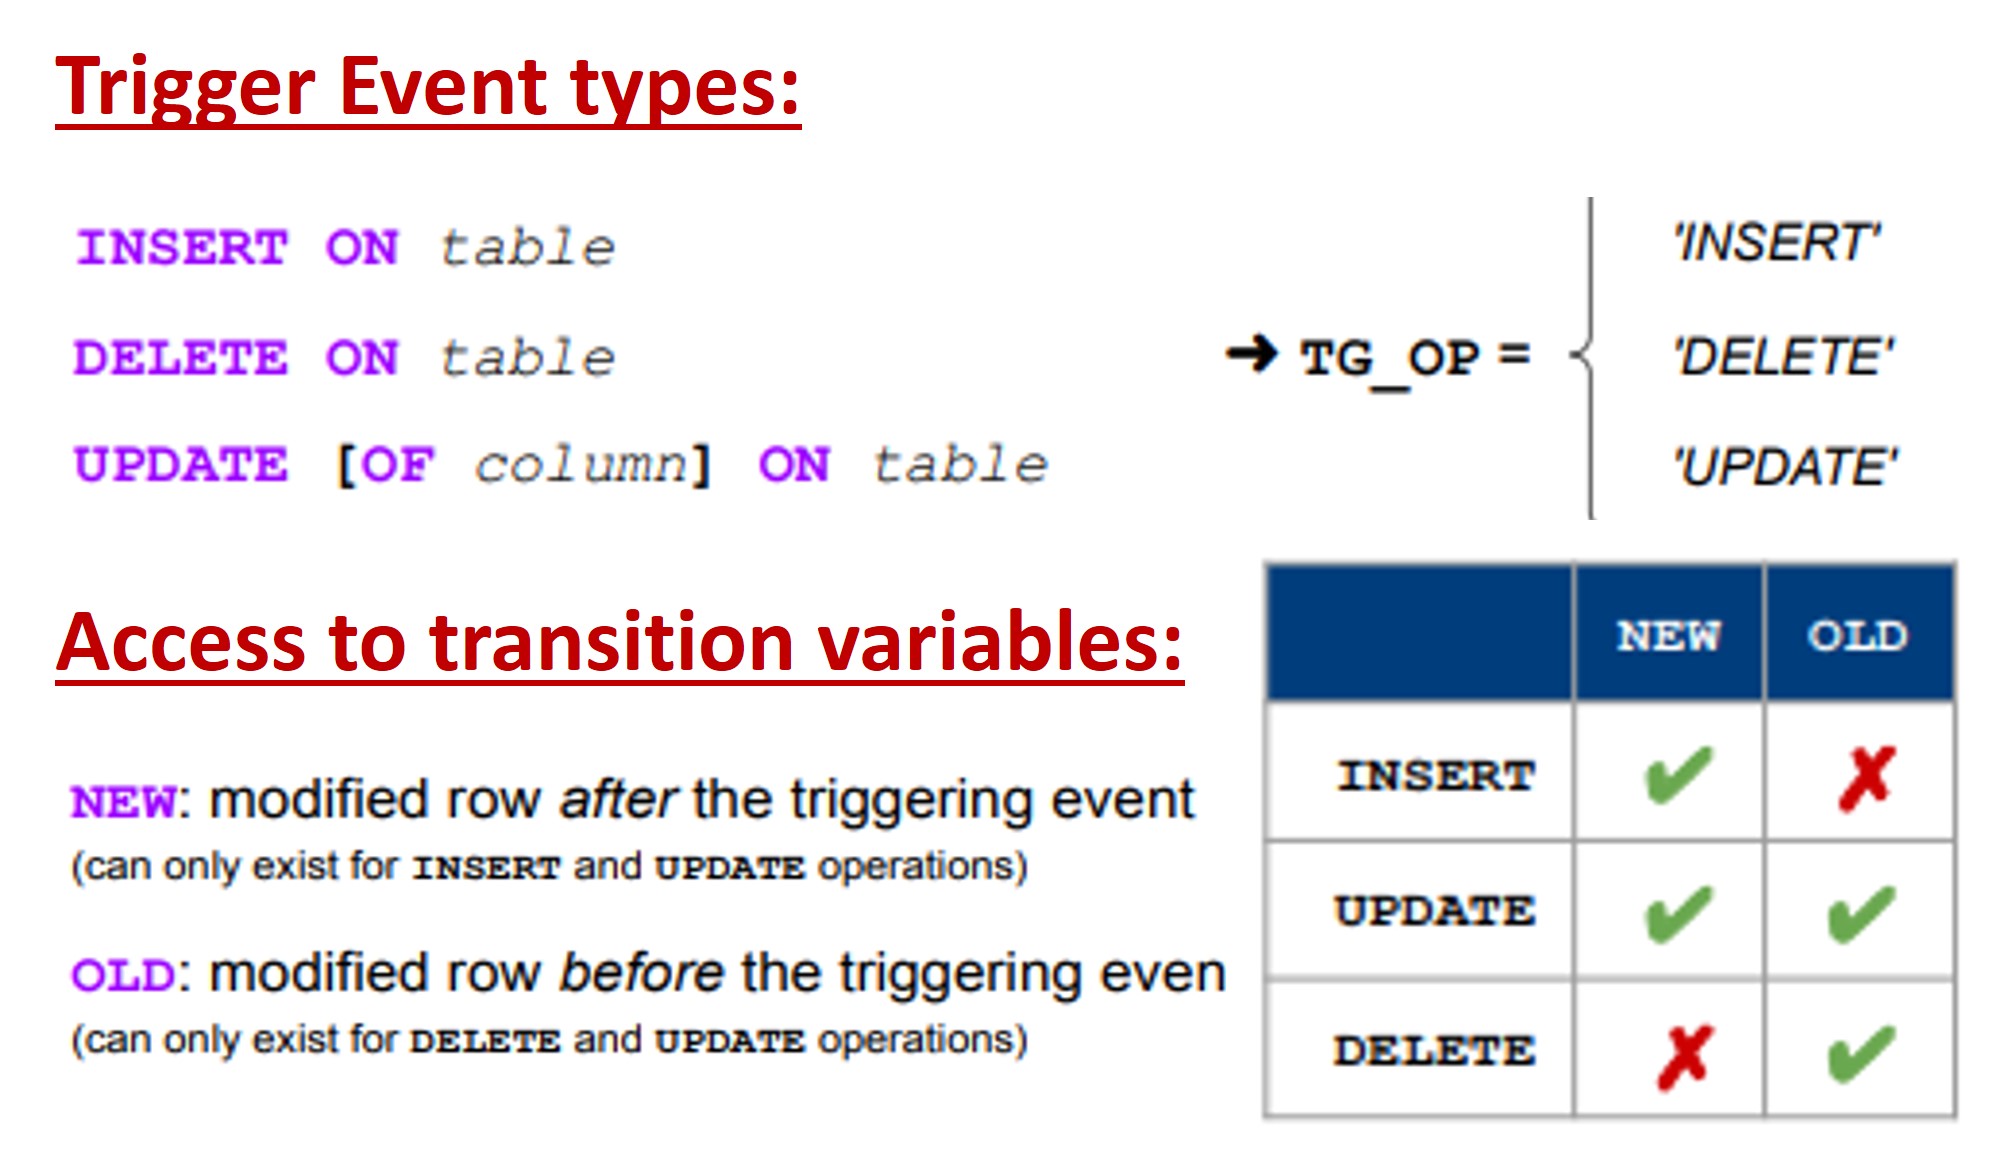 Trigger Event types:
INSERT ON table
DELETE ON table
UPDATE [OF column] ON table
➔ TG_OP =
'INSERT'
'DELETE'
'UPDATE'
Access to transition variables:
NEW: modified row after the triggering event
(can only exist for INSERT and UPDATE operations)
OLD: modified row before the triggering even
(can only exist for DELETE and UPDATE operations)
NEW OLD
INSERT ✔ ✘
UPDATE ✔ ✔
DELETE ✘ ✔